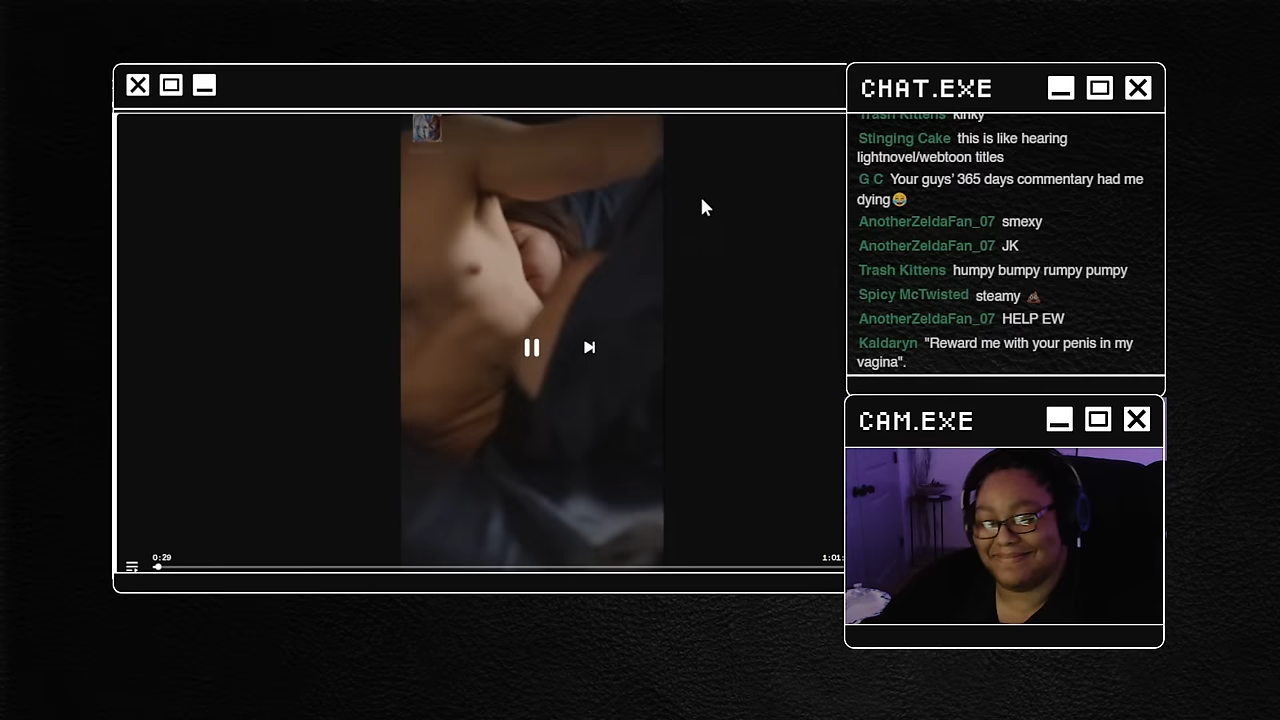 CHAT.EXE
Trash Kittens kinky
Stinging Cake this is like hearing
lightnovel/webtoon titles
G C Your guys' 365 days commentary had me
dying😂
AnotherZeldaFan_07 smexy
AnotherZeldaFan_07 JK
Trash Kittens humpy bumpy rumpy pumpy
Spicy McTwisted steamy
AnotherZeldaFan_07 HELP EW
Kaldaryn "Reward me with your penis in my
vagina".
0:29
1:01:
CAM.EXE